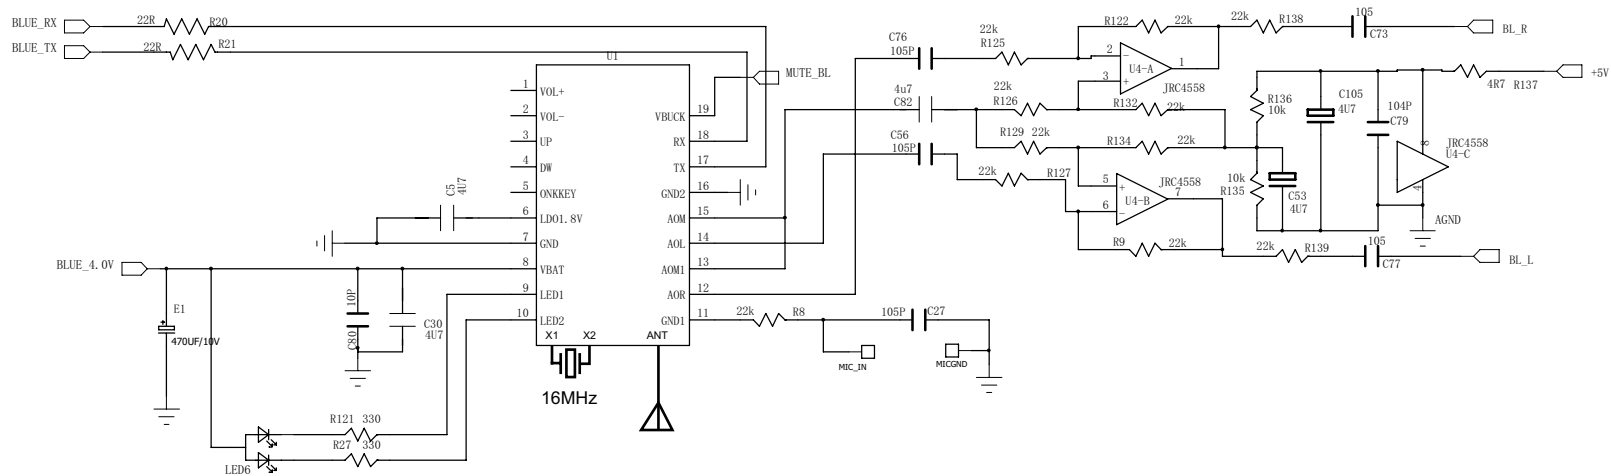 BLUE_RX 22R R20
BLUE_TX 22R R21
U1
1 VOL+
2 VOL-
3 UP
4 DW
5 ONKKEY
6 LDO1.8V
7 GND
8 VBAT
9 LED1
10 LED2
VBUCK 19
RX 18
TX 17
GND2 16
AOM 15
AOL 14
AOM1 13
AOR 12
GND1 11
X1 X2 ANT
16MHz
MUTE_BL
C5 4U7
BLUE_4.0V
E1
470UF/10V
10P C80
C30
4U7
R121 330
R27 330
LED6
22k R8
105P C27
MIC_IN
MICGND
C76
105P
22k
R125
R122 22k
22k R138
105
C73
BL_R
2 -
3 +
U4-A 1
JRC4558
4u7
C82
22k
R126
R132 22k
C56
105P
R129 22k
R134 22k
22k
R127
5 +
6 -
JRC4558
7
U4-B
R9 22k
22k R139
105
C77
BL_L
R136
10k
10k
R135
C105
4U7
104P
C79
C53
4U7
8
JRC4558
U4-C
4
AGND
4R7 R137
+5V